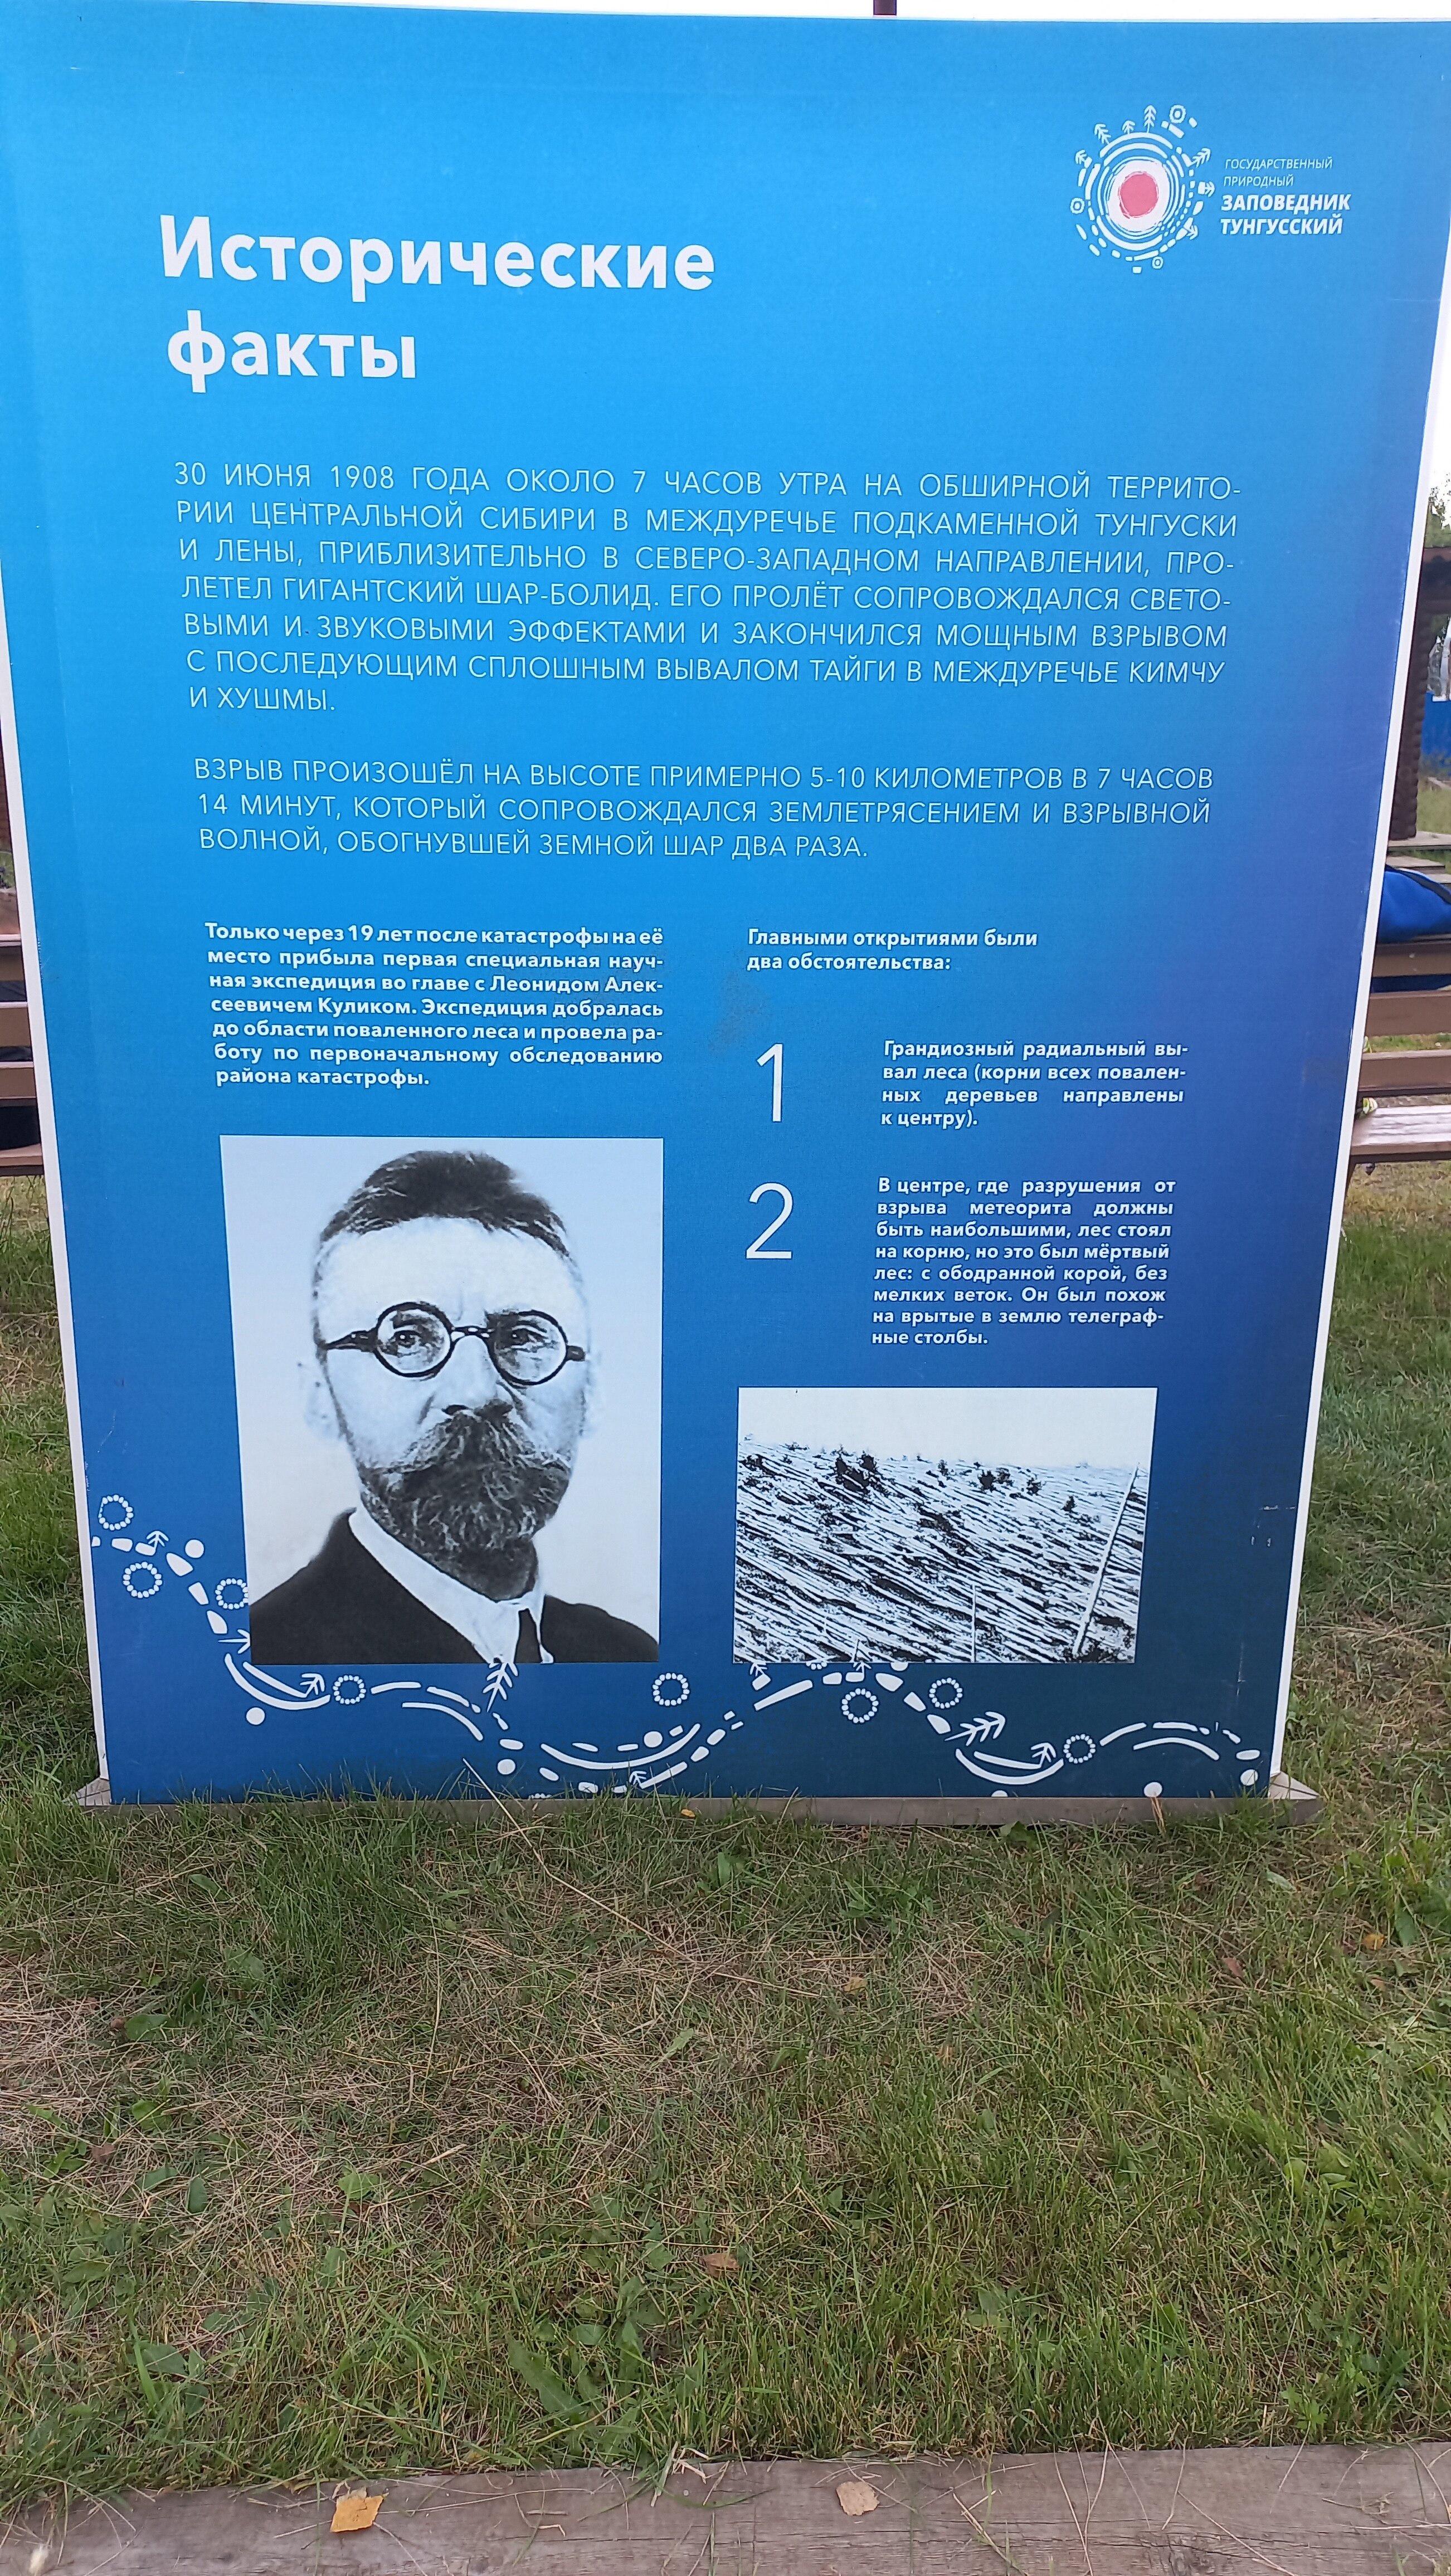 ГОСУДАРСТВЕННЫЙ
ПРИРОДНЫЙ
ЗАПОВЕДНИК
ТУНГУССКИЙ
Исторические
факты
30 ИЮНЯ 1908 ГОДА ОКОЛО 7 ЧАСОВ УТРА НА ОБШИРНОЙ ТЕРРИТО-
РИИ ЦЕНТРАЛЬНОЙ СИБИРИ В МЕЖДУРЕЧЬЕ ПОДКАМЕННОЙ ТУНГУСКИ
И ЛЕНЫ, ПРИБЛИЗИТЕЛЬНО В СЕВЕРО-ЗАПАДНОМ НАПРАВЛЕНИИ, ПРО-
ЛЕТЕЛ ГИГАНТСКИЙ ШАР-БОЛИД. ЕГО ПРОЛЁТ СОПРОВОЖДАЛСЯ СВЕТО-
ВЫМИ И ЗВУКОВЫМИ ЭФФЕКТАМИ И ЗАКОНЧИЛСЯ МОЩНЫМ ВЗРЫВОМ
С ПОСЛЕДУЮЩИМ СПЛОШНЫМ ВЫВАЛОМ ТАЙГИ В МЕЖДУРЕЧЬЕ КИМЧУ
И ХУШМЫ.
ВЗРЫВ ПРОИЗОШЁЛ НА ВЫСОТЕ ПРИМЕРНО 5-10 КИЛОМЕТРОВ В 7 ЧАСОВ
14 МИНУТ, КОТОРЫЙ СОПРОВОЖДАЛСЯ ЗЕМЛЕТРЯСЕНИЕМ И ВЗРЫВНОЙ
ВОЛНОЙ, ОБОГНУВШЕЙ ЗЕМНОЙ ШАР ДВА РАЗА.
Только через 19 лет после катастрофы на её
место прибыла первая специальная науч-
ная экспедиция во главе с Леонидом Алек-
сеевичем Куликом. Экспедиция добралась
до области поваленного леса и провела ра-
боту по первоначальному обследованию
района катастрофы.
Главными открытиями были
два обстоятельства:
1
Грандиозный радиальный вы-
вал леса (корни всех повален-
ных деревьев направлены
к центру).
2
В центре, где разрушения от
взрыва метеорита должны
быть наибольшими, лес стоял
на корню, но это был мёртвый
лес: с ободранной корой, без
мелких веток. Он был похож
на врытые в землю телеграф-
ные столбы.